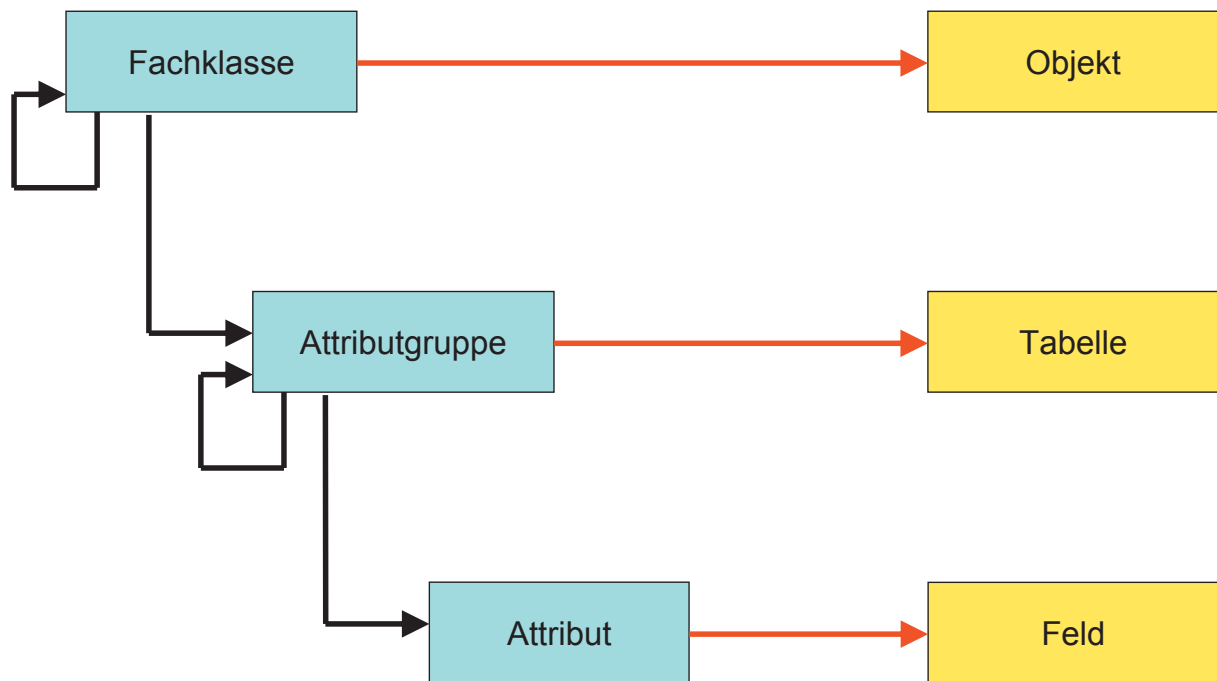 Fachklasse
Objekt
Attributgruppe
Tabelle
Attribut
Feld